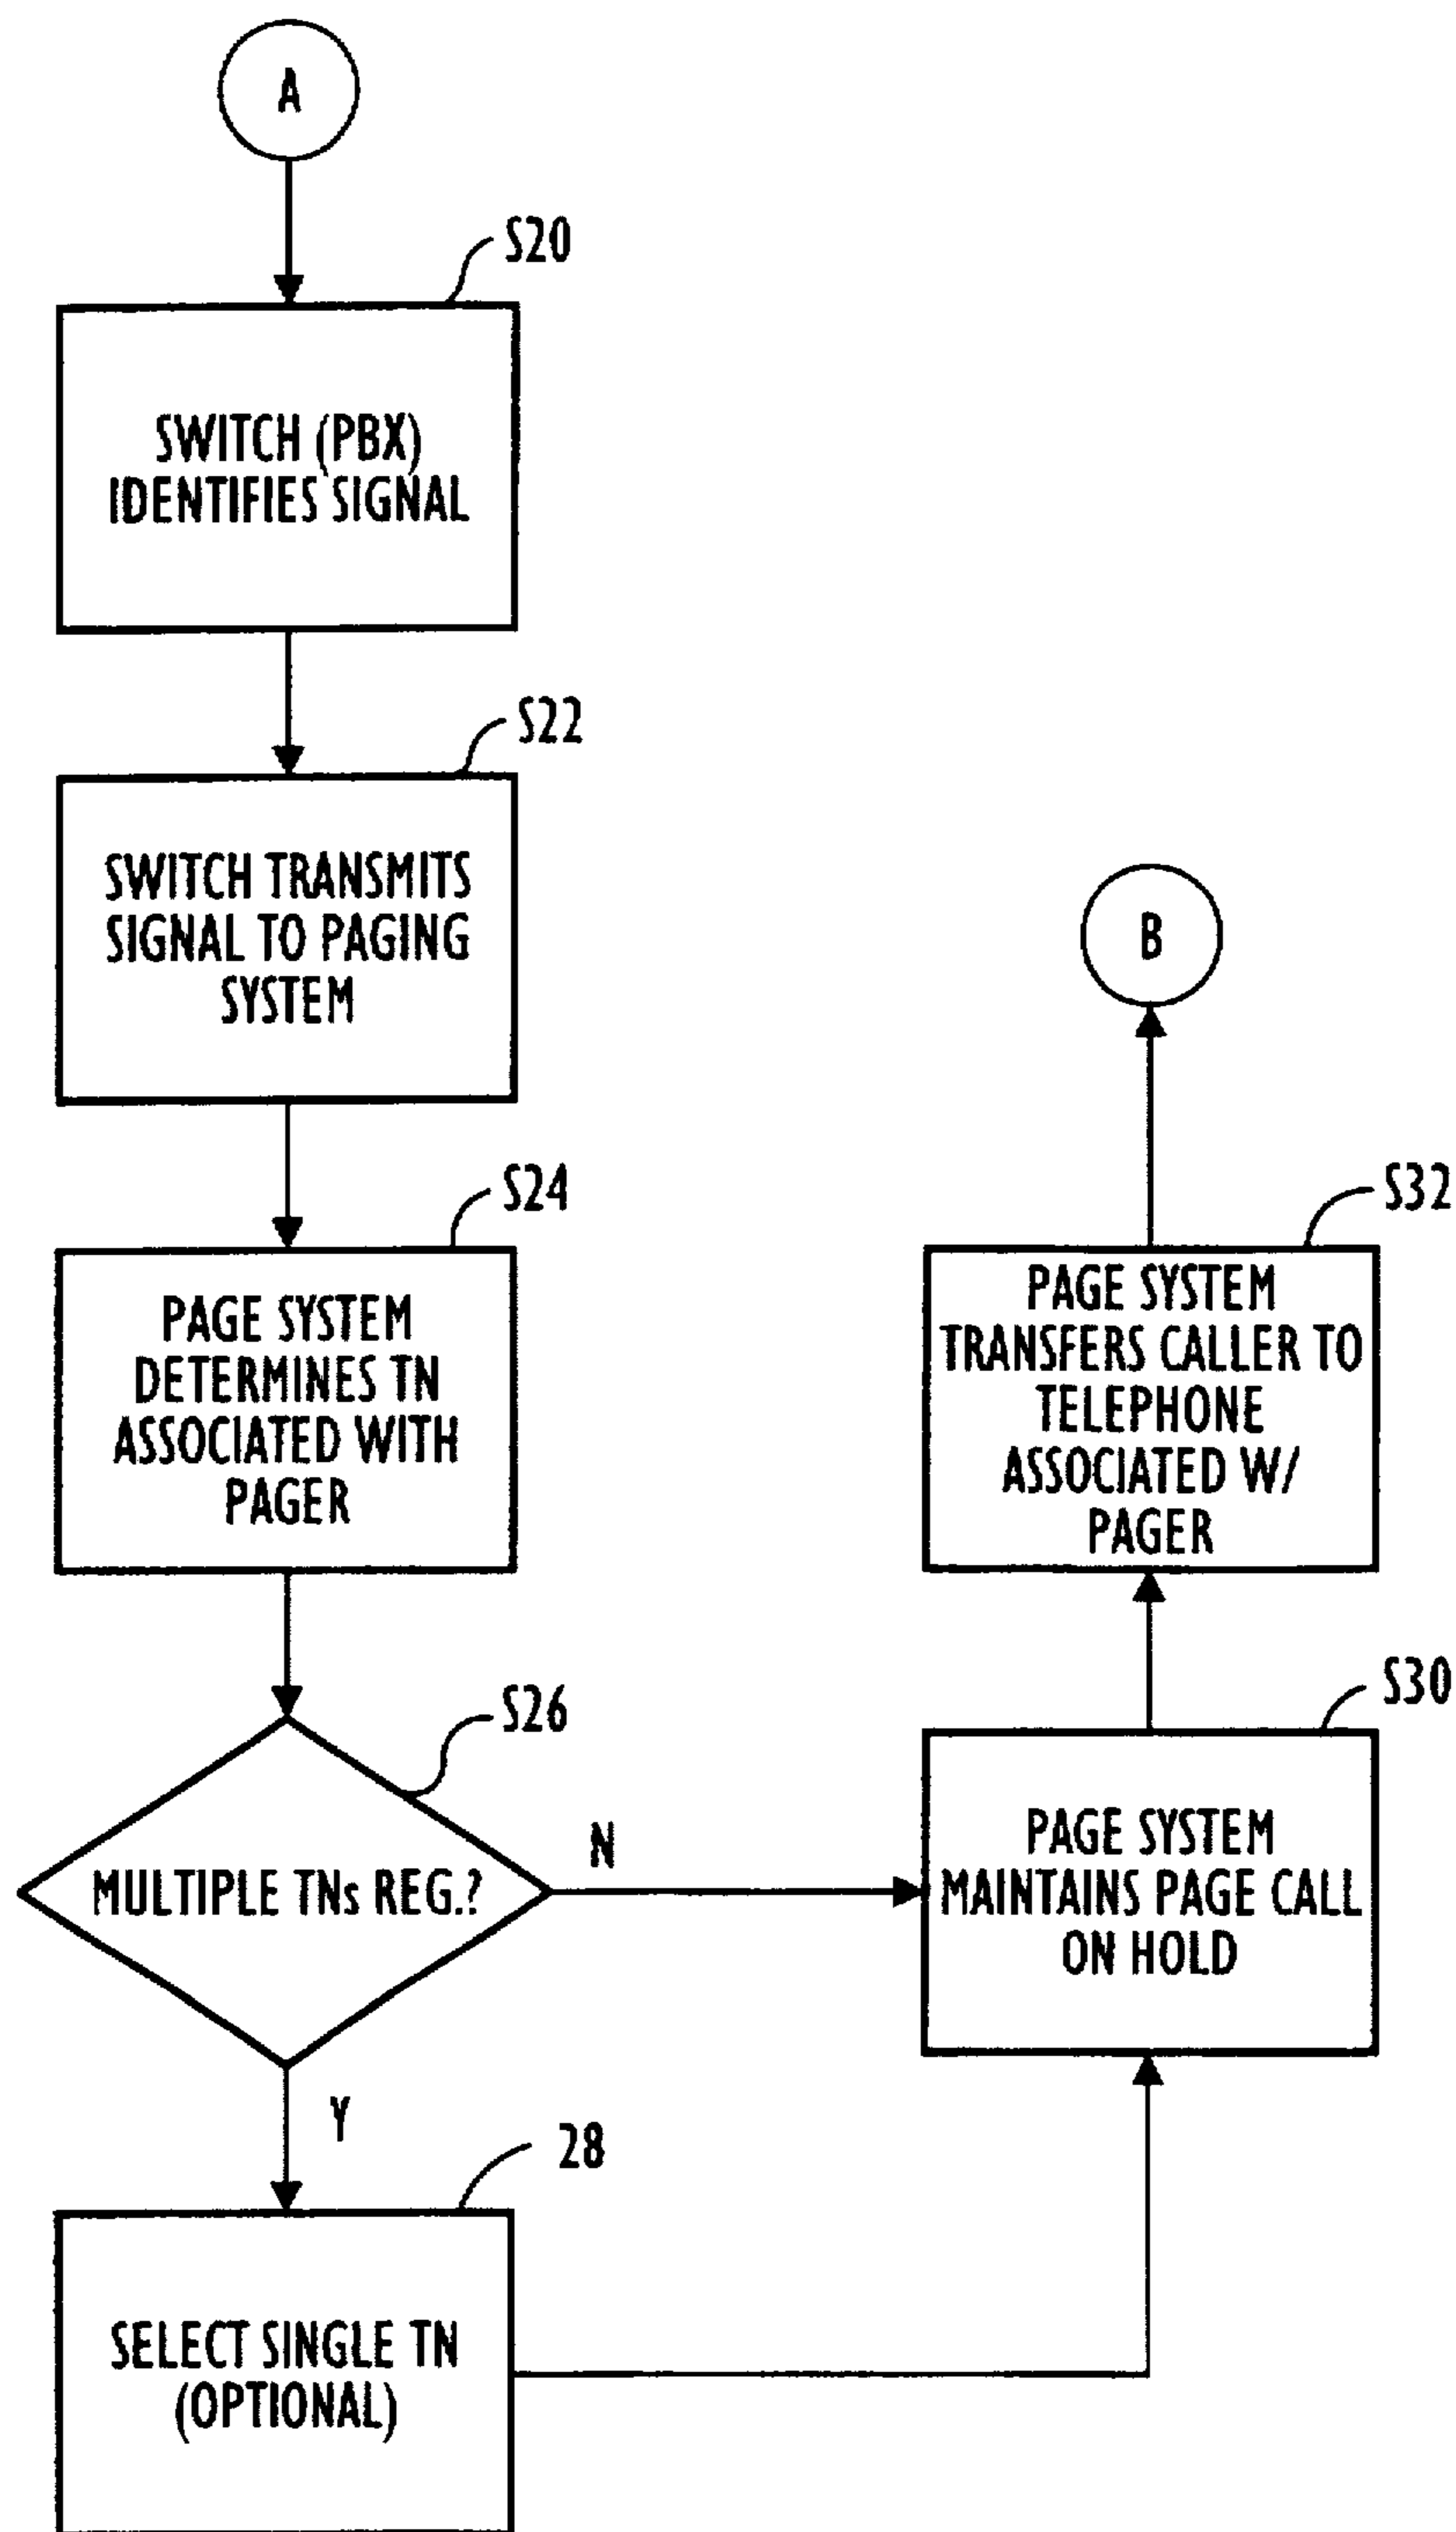 A
S20
SWITCH (PBX)
IDENTIFIES SIGNAL
S22
SWITCH TRANSMITS
SIGNAL TO PAGING
SYSTEM
S24
PAGE SYSTEM
DETERMINES TN
ASSOCIATED WITH
PAGER
S26
MULTIPLE TNs REG.?
N
Y
28
SELECT SINGLE TN
(OPTIONAL)
S30
PAGE SYSTEM
MAINTAINS PAGE CALL
ON HOLD
S32
PAGE SYSTEM
TRANSFERS CALLER TO
TELEPHONE
ASSOCIATED W/
PAGER
B